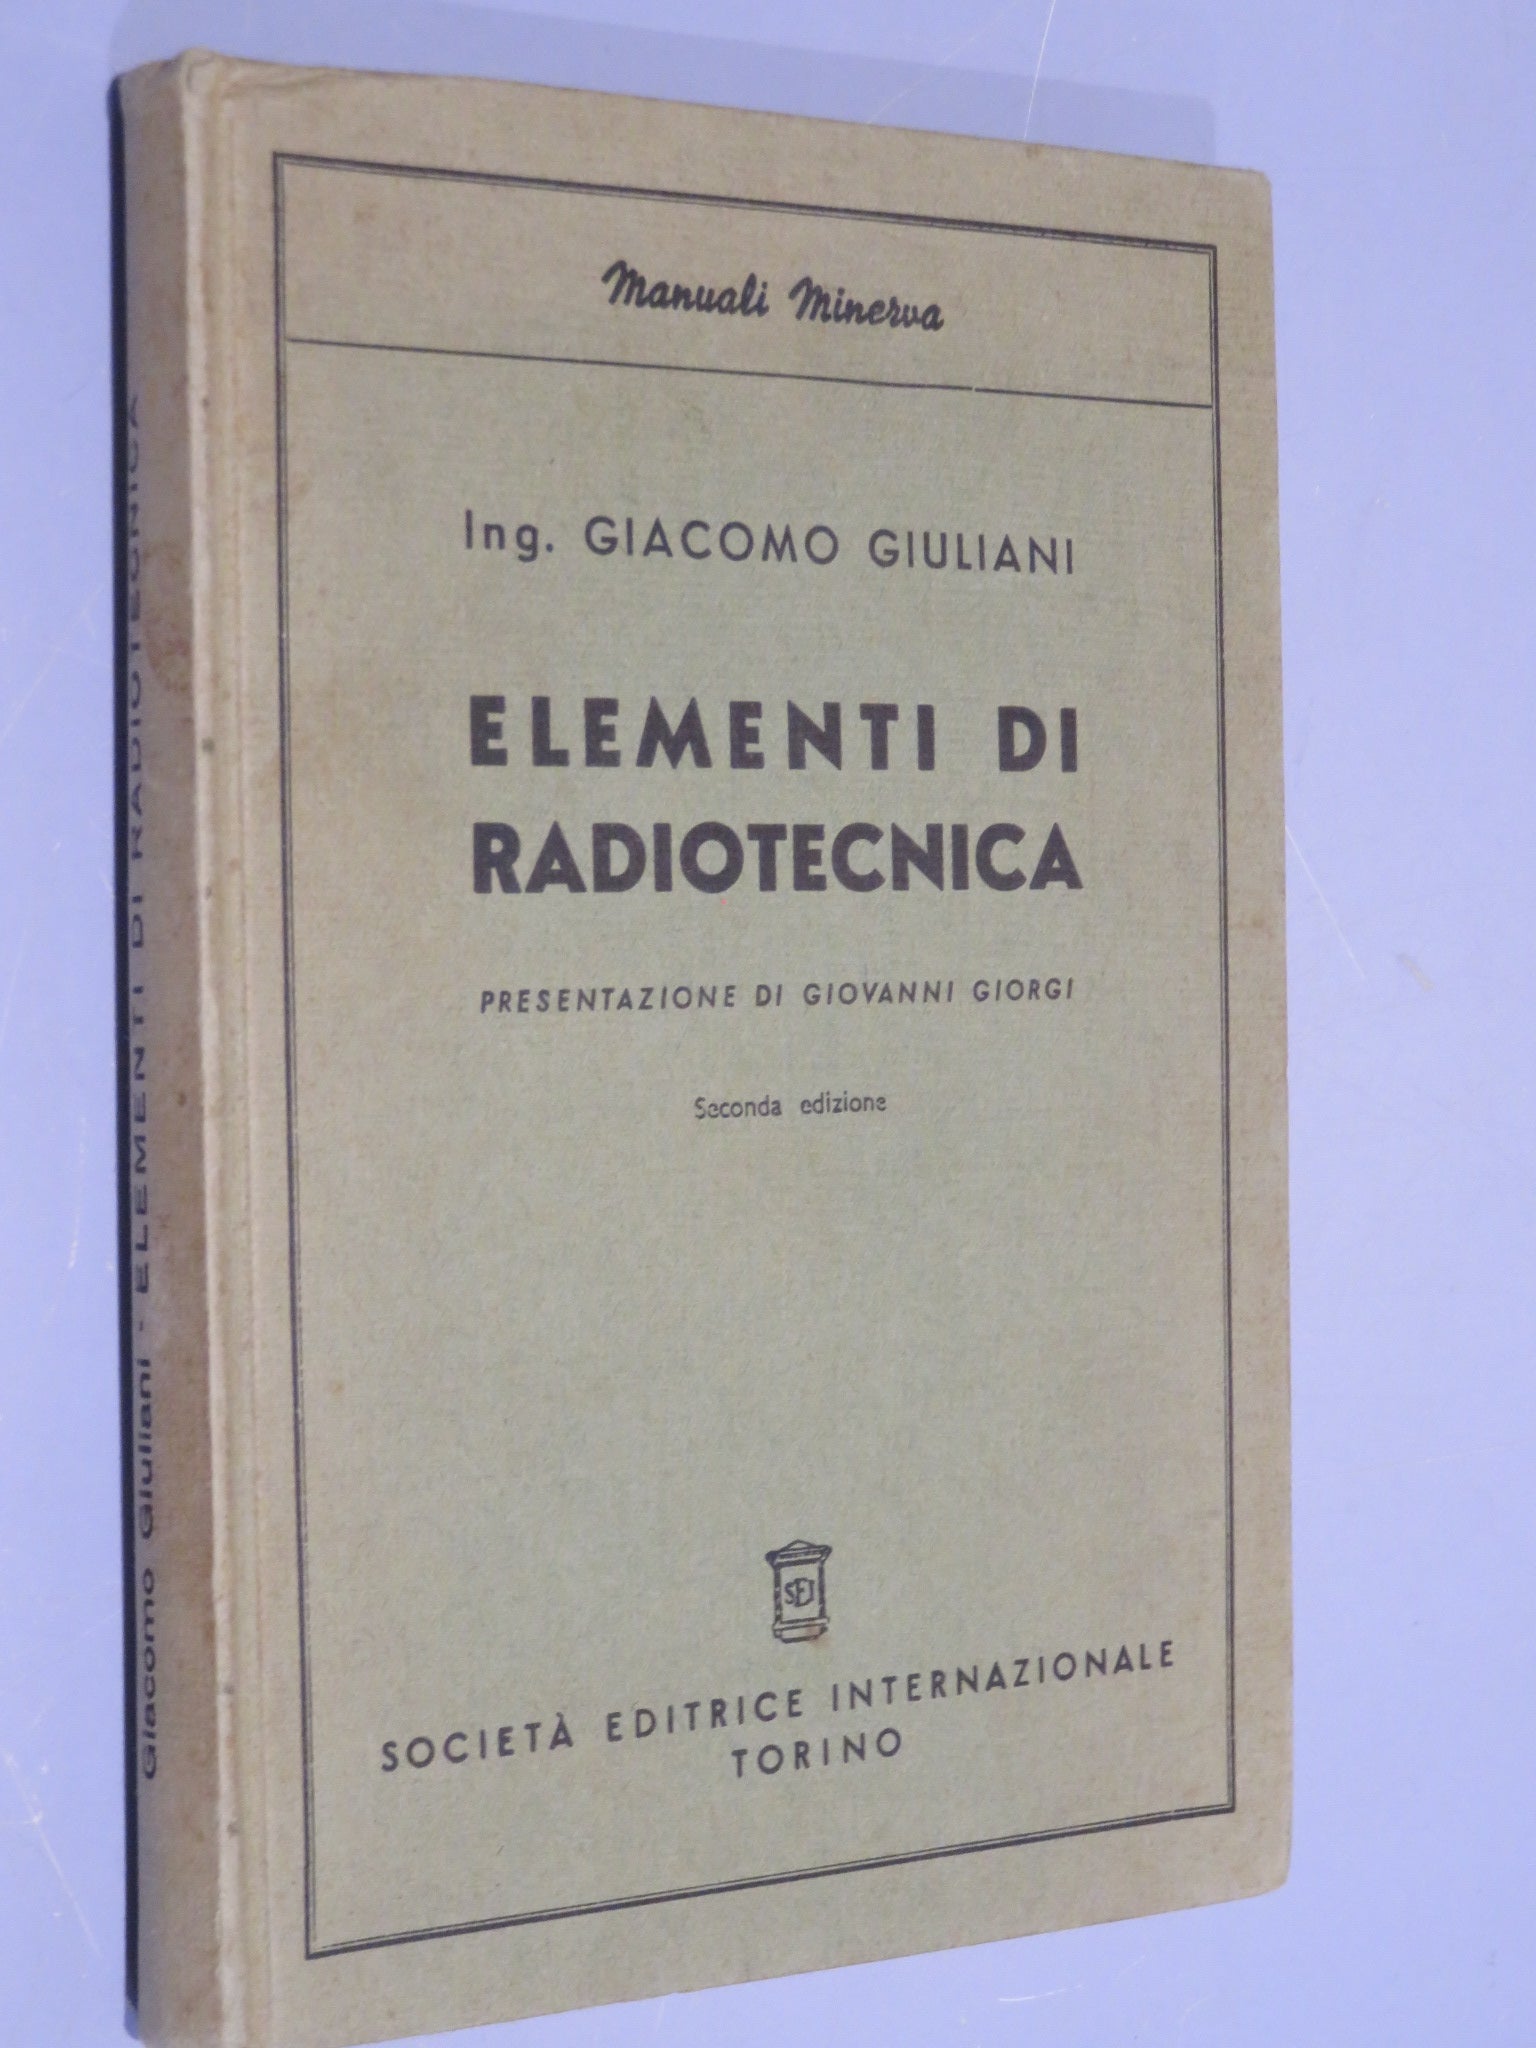 Manuali Minerva
Ing. GIACOMO GIULIANI
ELEMENTI DI
RADIOTECNICA
PRESENTAZIONE DI GIOVANNI GIORGI
Seconda edizione
SEI
SOCIETÀ EDITRICE INTERNAZIONALE
TORINO
Giacomo Giuliani - ELEMENTI DI RADIOTECNICA